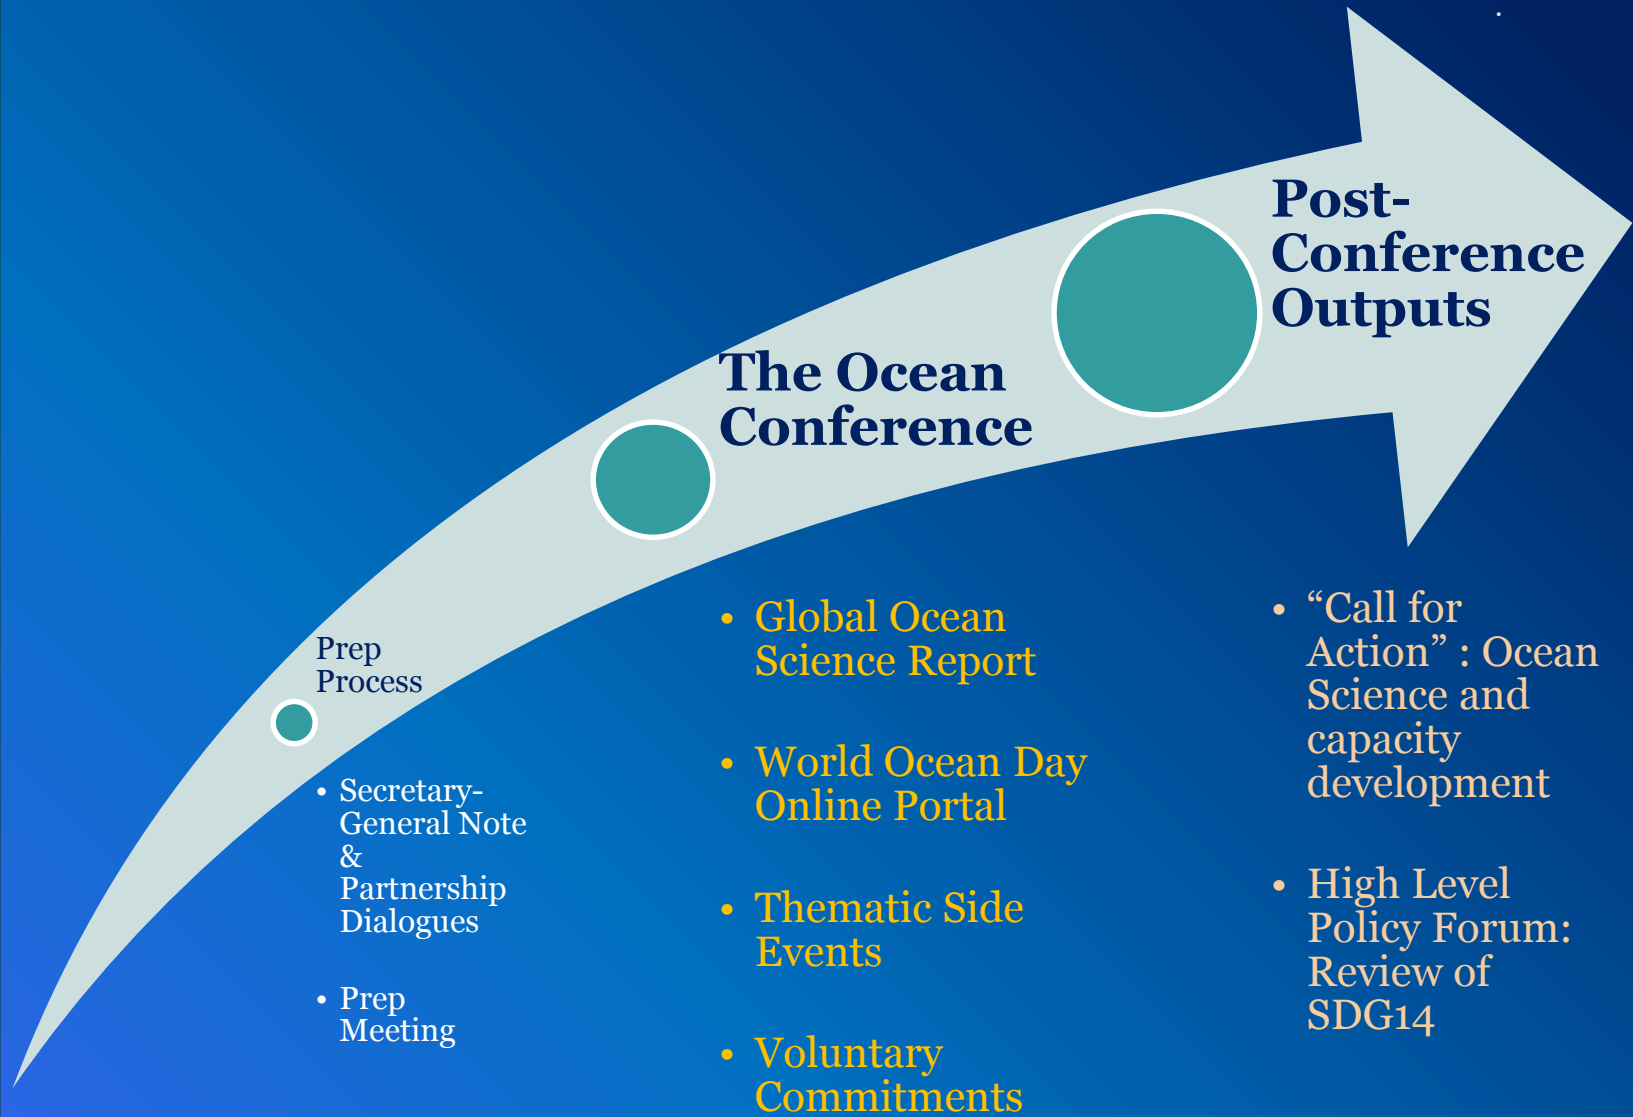 Prep
Process
• Secretary-
General Note
&
Partnership
Dialogues
• Prep
Meeting
The Ocean
Conference
• Global Ocean
Science Report
• World Ocean Day
Online Portal
• Thematic Side
Events
• Voluntary
Commitments
Post-
Conference
Outputs
• “Call for
Action” : Ocean
Science and
capacity
development
• High Level
Policy Forum:
Review of
SDG14